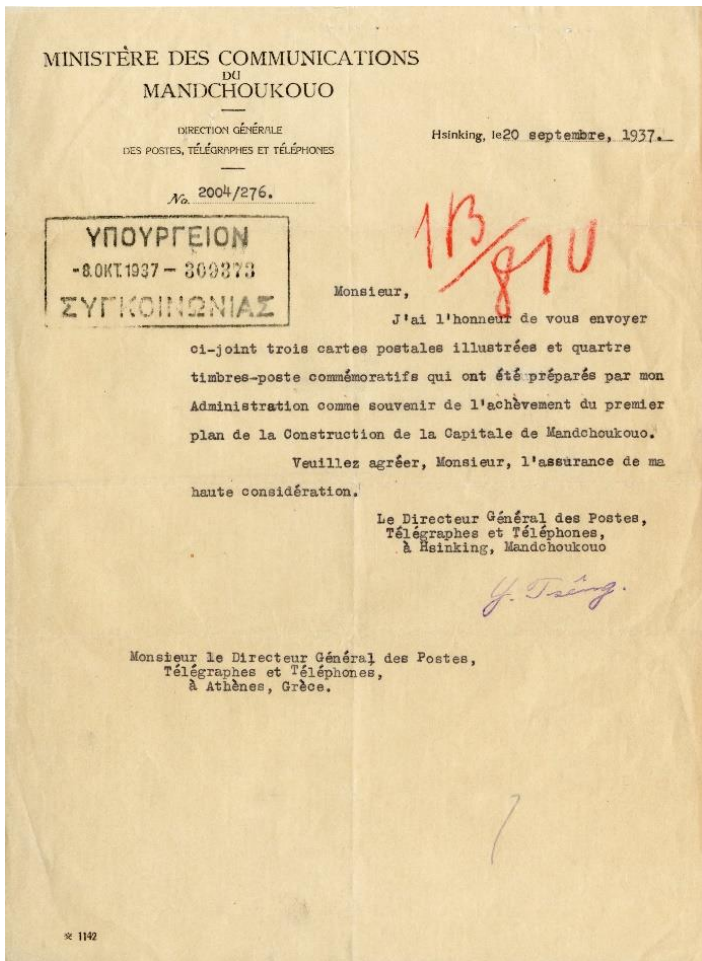 MINISTÈRE DES COMMUNICATIONS
DU
MANDCHOUKOUO
DIRECTION GÉNÉRALE
DES POSTES, TÉLÉGRAPHES ET TÉLÉPHONES
Hsinking, le 20 septembre, 1937.
No. 2004/276.
ΥΠΟΥΡΓΕΙΟΝ
-8.ΟΚΤ.1937- 309373
ΣΥΓΚΟΙΝΩΝΙΑΣ
Monsieur,
J'ai l'honneur de vous envoyer
ci-joint trois cartes postales illustrées et quartre
timbres-poste commémoratifs qui ont été préparés par mon
Administration comme souvenir de l'achèvement du premier
plan de la Construction de la Capitale de Mandchoukouo.
Veuillez agréer, Monsieur, l'assurance de ma
haute considération.
Le Directeur Général des Postes,
Télégraphes et Téléphones,
à Hsinking, Mandchoukouo
Y. Tsêng.
Monsieur le Directeur Général des Postes,
Télégraphes et Téléphones,
à Athènes, Grèce.
1142